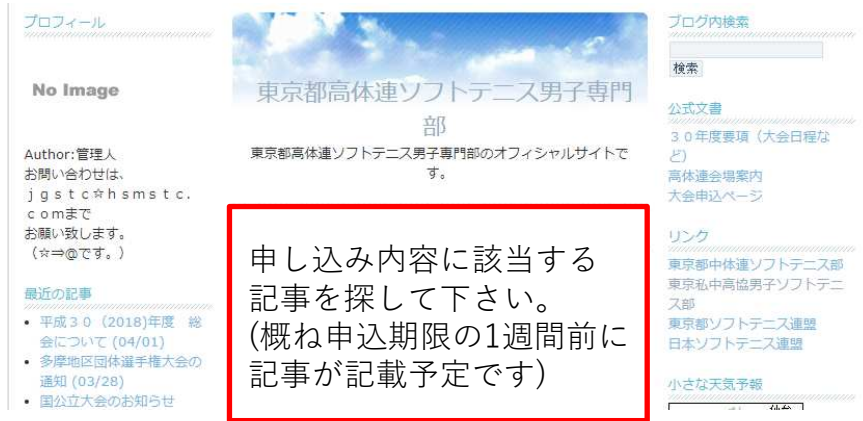 プロフィール
No Image
Author:管理人
お問い合わせは、
ｊｇｓｔｃ☆ｈｓｍｓｔｃ．
ｃｏｍまで
お願い致します。
（☆⇒@です。）
最近の記事
平成３０（2018)年度　総
会について (04/01)
多摩地区団体選手権大会の
通知 (03/28)
国公立大会のお知らせ
東京都高体連ソフトテニス男子専門
部
東京都高体連ソフトテニス男子専門部のオフィシャルサイトで
す。
申し込み内容に該当する
記事を探して下さい。
(概ね申込期限の1週間前に
記事が記載予定です)
ブログ内検索
検索
公式文書
３０年度要項（大会日程な
ど）
高体連会場案内
大会申込ページ
リンク
東京都中体連ソフトテニス部
東京私中高協男子ソフトテニ
ス部
東京都ソフトテニス連盟
日本ソフトテニス連盟
小さな天気予報